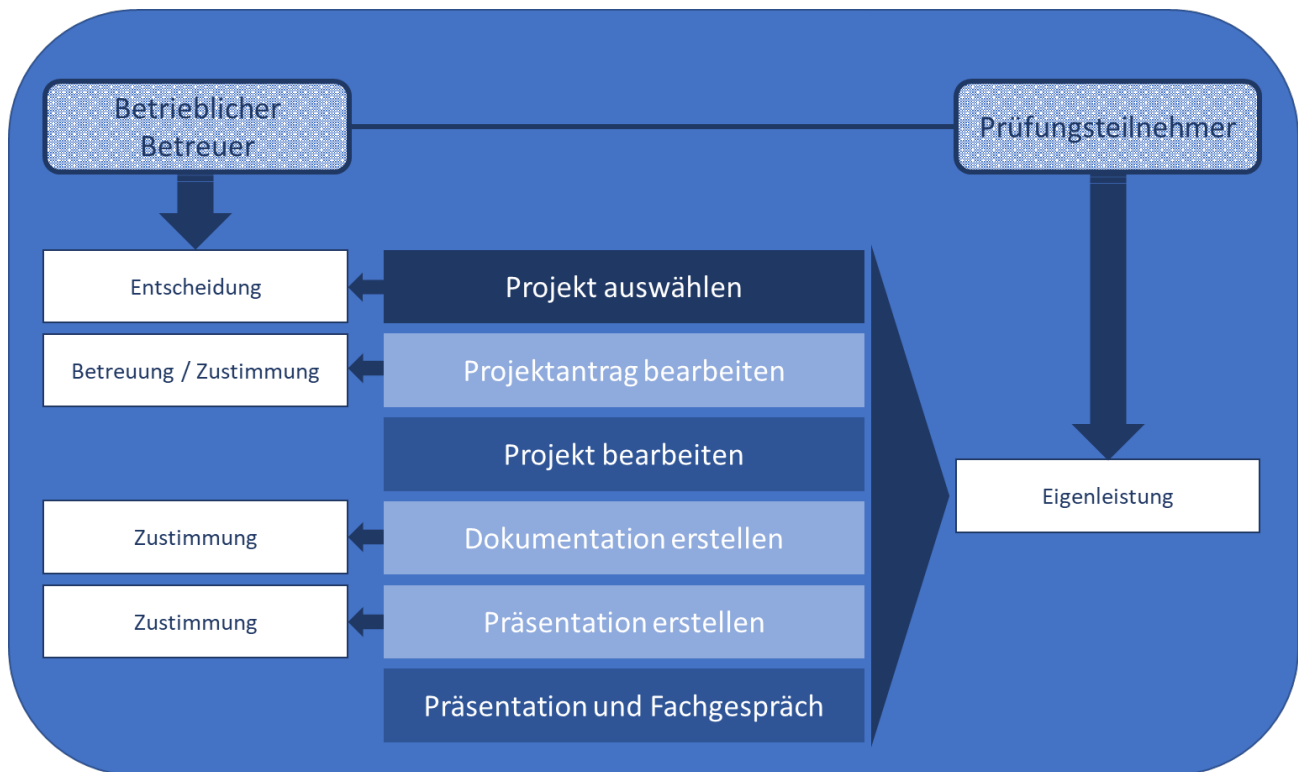 Betrieblicher
Betreuer
Prüfungsteilnehmer
Entscheidung
Projekt auswählen
Betreuung / Zustimmung
Projektantrag bearbeiten
Projekt bearbeiten
Eigenleistung
Zustimmung
Dokumentation erstellen
Zustimmung
Präsentation erstellen
Präsentation und Fachgespräch